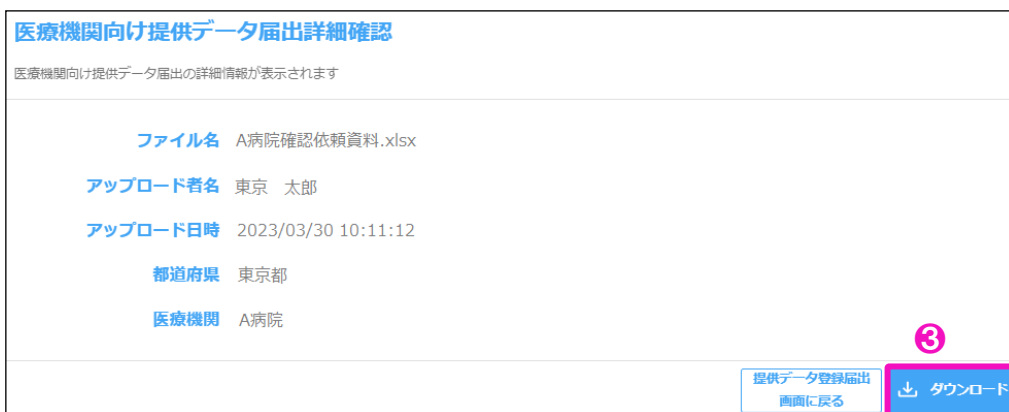 医療機関向け提供データ届出詳細確認
医療機関向け提供データ届出の詳細情報が表示されます
ファイル名 A病院確認依頼資料.xlsx
アップロード者名 東京 太郎
アップロード日時 2023/03/30 10:11:12
都道府県 東京都
医療機関 A病院
❸
提供データ登録届出
画面に戻る
ダウンロード